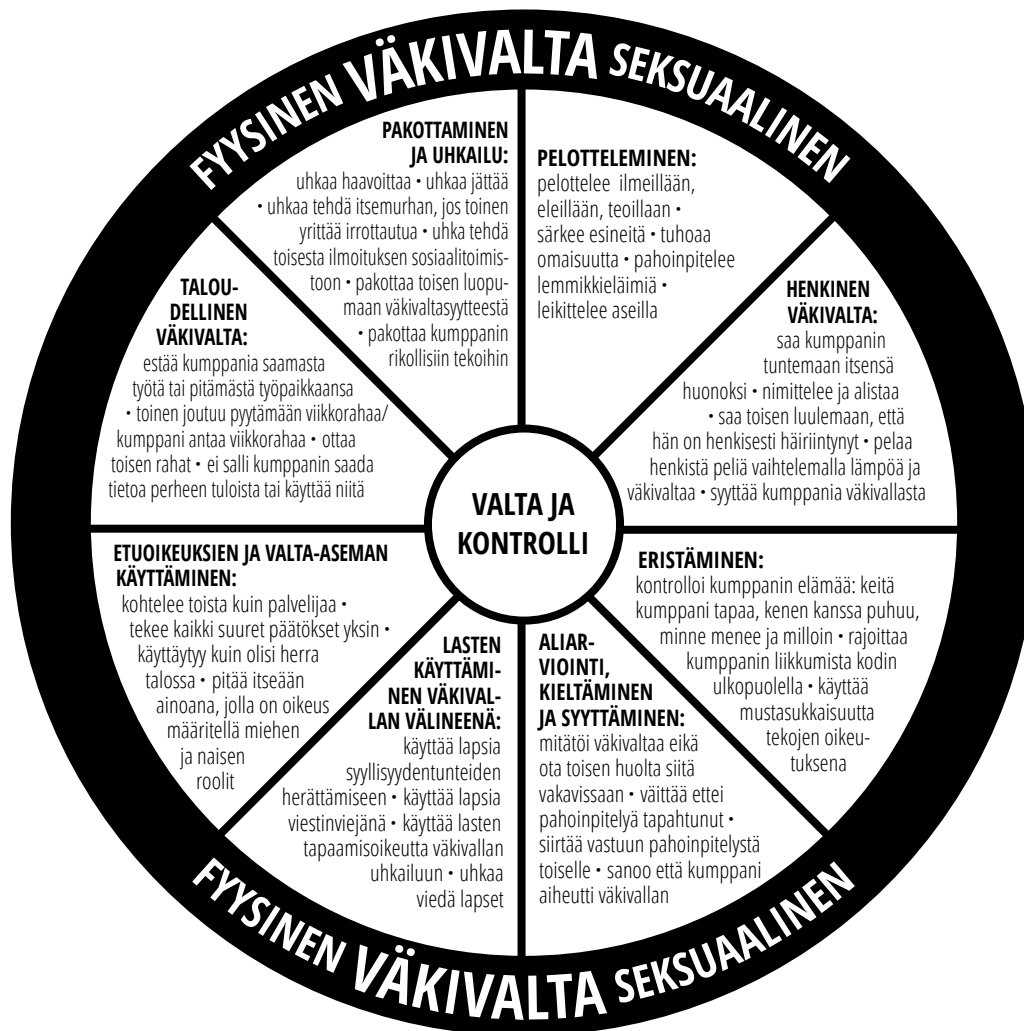 FYYSINEN VÄKIVALTA SEKSUAALINEN
PAKOTTAMINEN
JA UHKAILU:
uhkaa haavoittaa • uhkaa jättää
• uhkaa tehdä itsemurhan, jos toinen
yrittää irrottautua • uhka tehdä
toisesta ilmoituksen sosiaalitoimis-
toon • pakottaa toisen luopu-
maan väkivaltasyytteestä
• pakottaa kumppanin
rikollisiin tekoihin
PELOTTELEMINEN:
pelottelee ilmeillään,
eleillään, teoillaan •
särkee esineitä • tuhoaa
omaisuutta • pahoinpitelee
lemmikkieläimiä •
leikittelee aseilla
HENKINEN
VÄKIVALTA:
saa kumppanin
tuntemaan itsensä
huonoksi • nimittelee ja alistaa
• saa toisen luulemaan, että
hän on henkisesti häiriintynyt • pelaa
henkistä peliä vaihtelemalla lämpöä ja
väkivaltaa • syyttää kumppania väkivallasta
ERISTÄMINEN:
kontrolloi kumppanin elämää: keitä
kumppani tapaa, kenen kanssa puhuu,
minne menee ja milloin • rajoittaa
kumppanin liikkumista kodin
ulkopuolella • käyttää
mustasukkaisuutta
tekojen oikeu-
tuksena
ALIAR-
VIOINTI,
KIELTÄMINEN
JA SYYTTÄMINEN:
mitätöi väkivaltaa eikä
ota toisen huolta siitä
vakavissaan • väittää ettei
pahoinpitelyä tapahtunut •
siirtää vastuun pahoinpitelystä
toiselle • sanoo että kumppani
aiheutti väkivallan
LASTEN
KÄYTTÄMI-
NEN VÄKIVAL-
LAN VÄLINEENÄ:
käyttää lapsia
syyllisyydentunteiden
herättämiseen • käyttää lapsia
viestinviejänä • käyttää lasten
tapaamisoikeutta väkivallan
uhkailuun • uhkaa
viedä lapset
ETUOIKEUKSIEN JA VALTA-ASEMAN
KÄYTTÄMINEN:
kohtelee toista kuin palvelijaa •
tekee kaikki suuret päätökset yksin •
käyttäytyy kuin olisi herra
talossa • pitää itseään
ainoana, jolla on oikeus
määritellä miehen
ja naisen
roolit
TALOU-
DELLINEN
VÄKIVALTA:
estää kumppania saamasta
työtä tai pitämästä työpaikkaansa
• toinen joutuu pyytämään viikkorahaa/
kumppani antaa viikkorahaa • ottaa
toisen rahat • ei salli kumppanin saada
tietoa perheen tuloista tai käyttää niitä
VALTA JA
KONTROLLI
FYYSINEN VÄKIVALTA SEKSUAALINEN